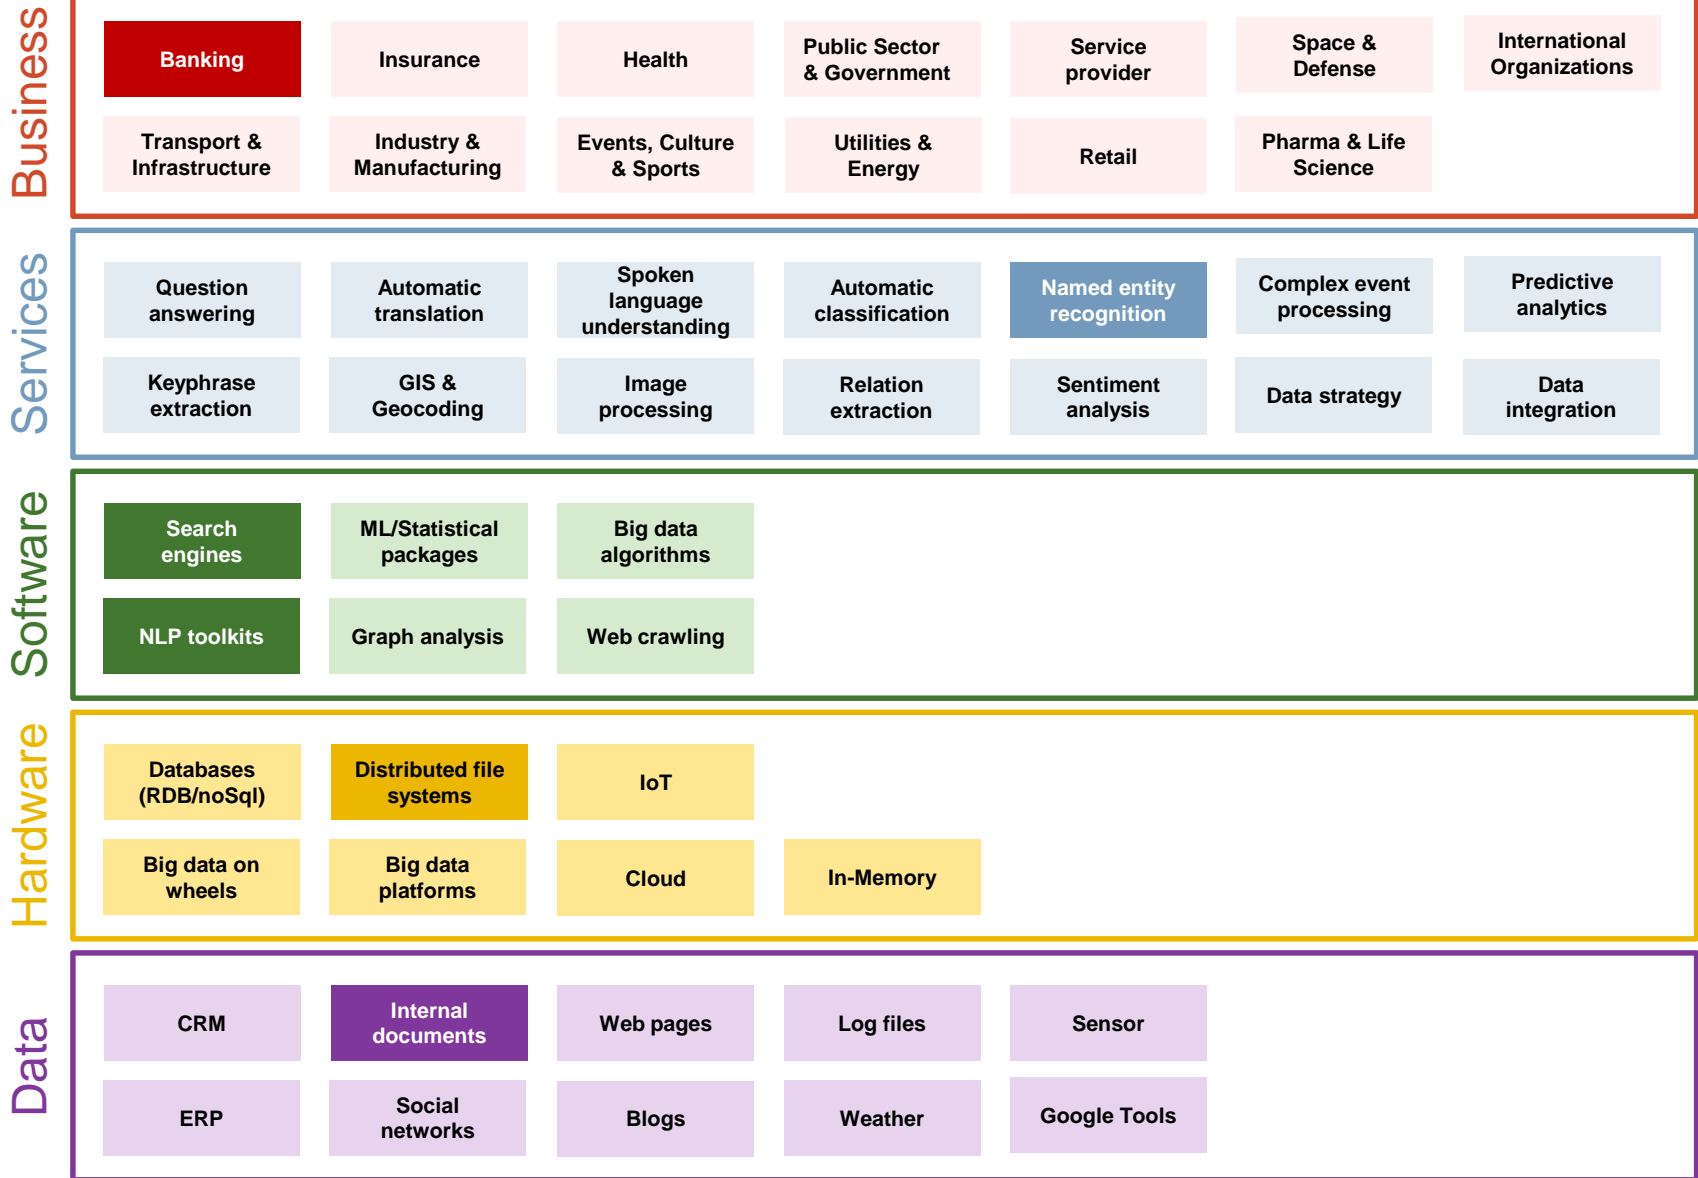 Business
Banking
Insurance
Health
Public Sector
& Government
Service
provider
Space &
Defense
International
Organizations
Transport &
Infrastructure
Industry &
Manufacturing
Events, Culture
& Sports
Utilities &
Energy
Retail
Pharma & Life
Science
Services
Question
answering
Automatic
translation
Spoken
language
understanding
Automatic
classification
Named entity
recognition
Complex event
processing
Predictive
analytics
Keyphrase
extraction
GIS &
Geocoding
Image
processing
Relation
extraction
Sentiment
analysis
Data strategy
Data
integration
Software
Search
engines
ML/Statistical
packages
Big data
algorithms
NLP toolkits
Graph analysis
Web crawling
Hardware
Databases
(RDB/noSql)
Distributed file
systems
IoT
Big data on
wheels
Big data
platforms
Cloud
In-Memory
Data
CRM
Internal
documents
Web pages
Log files
Sensor
ERP
Social
networks
Blogs
Weather
Google Tools